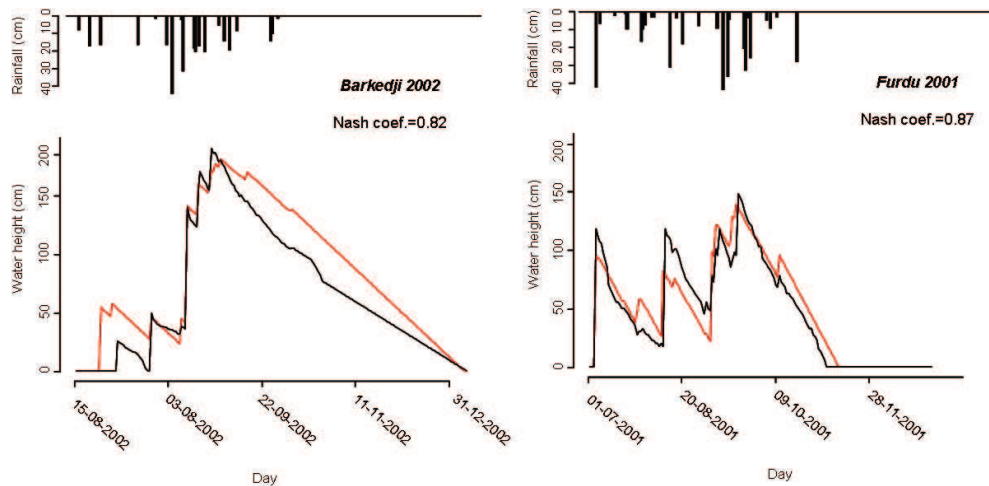 Rainfall (cm)
40 30 20 10 0
Barkedji 2002
Nash coef.=0.82
Water height (cm)
0 50 100 150 200
15-08-2002
03-08-2002
22-09-2002
11-11-2002
31-12-2002
Day
Rainfall (cm)
40 30 20 10 0
Furdu 2001
Nash coef.=0.87
Water height (cm)
0 50 100 150 200
01-07-2001
20-08-2001
09-10-2001
28-11-2001
Day